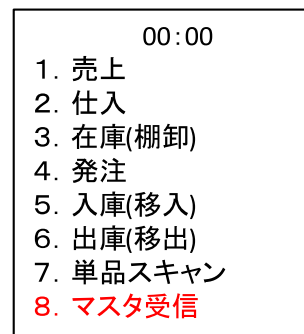 00:00
１．売上
２．仕入
３．在庫(棚卸)
４．発注
５．入庫(移入)
６．出庫(移出)
７．単品スキャン
８．マスタ受信